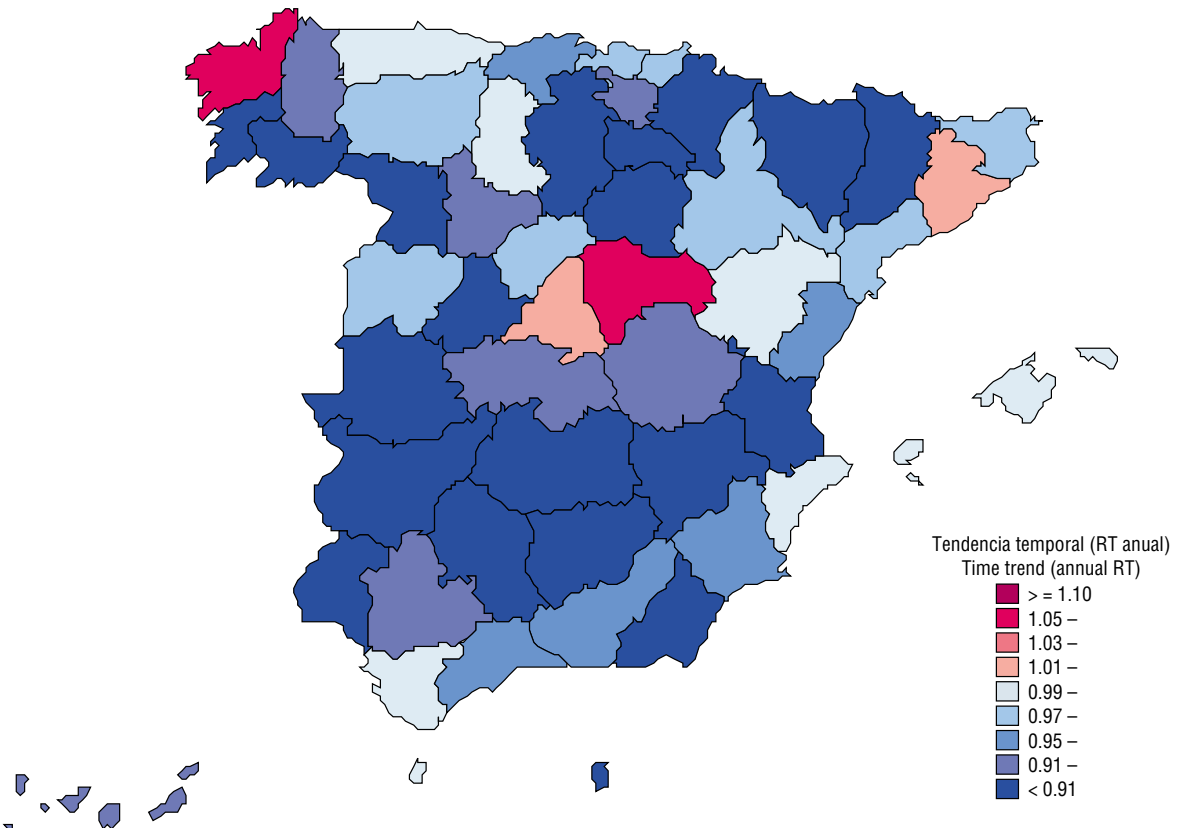 Tendencia temporal (RT anual)
Time trend (annual RT)
> = 1.10
1.05 –
1.03 –
1.01 –
0.99 –
0.97 –
0.95 –
0.91 –
< 0.91